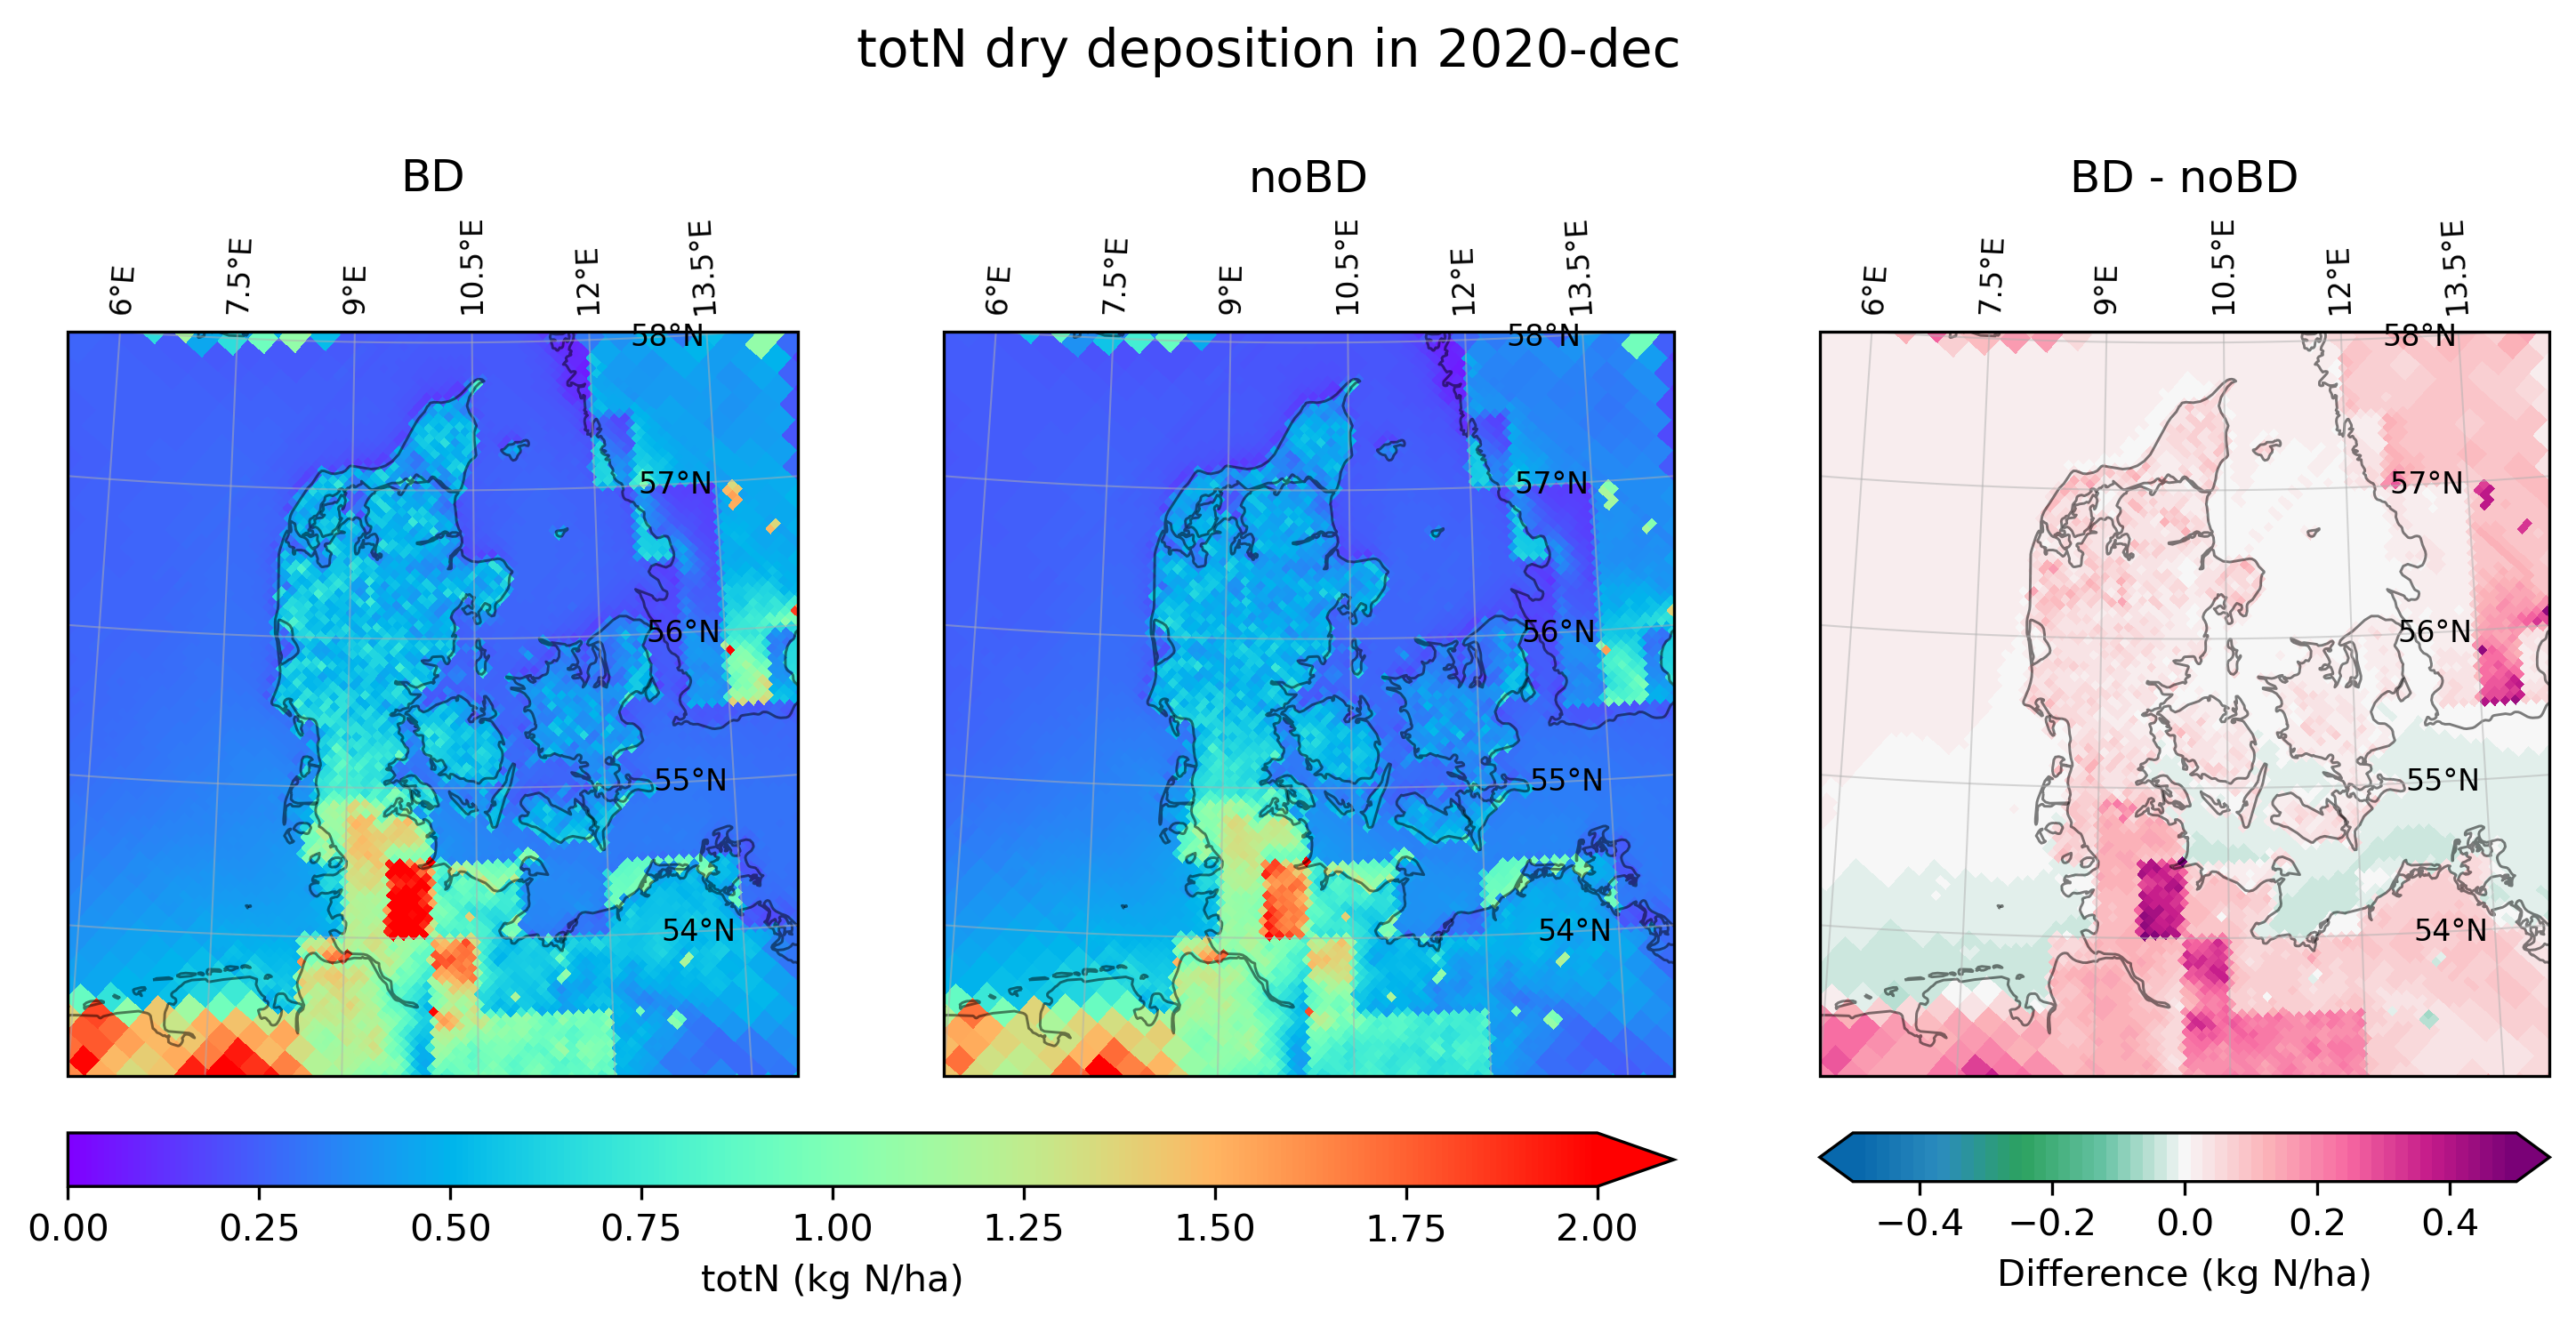 totN dry deposition in 2020-dec
BD
noBD
BD - noBD
6°E 7.5°E 9°E 10.5°E 12°E 13.5°E
6°E 7.5°E 9°E 10.5°E 12°E 13.5°E
6°E 7.5°E 9°E 10.5°E 12°E 13.5°E
58°N 58°N 58°N
57°N 57°N 57°N
56°N 56°N 56°N
55°N 55°N 55°N
54°N 54°N 54°N
0.00 0.25 0.50 0.75 1.00 1.25 1.50 1.75 2.00
totN (kg N/ha)
−0.4 −0.2 0.0 0.2 0.4
Difference (kg N/ha)